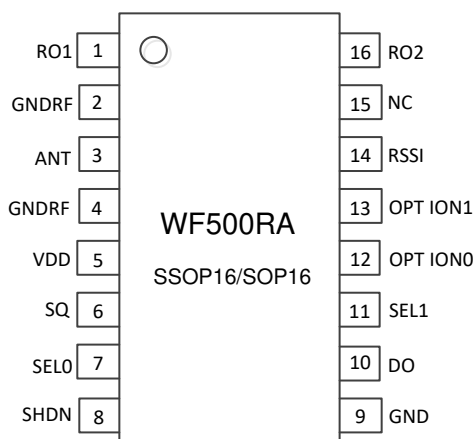 RO1 1 16 RO2
GNDRF 2 15 NC
ANT 3 14 RSSI
GNDRF 4 13 OPT ION1
WF500RA
VDD 5 12 OPT ION0
SSOP16/SOP16
SQ 6 11 SEL1
SEL0 7 10 DO
SHDN 8 9 GND